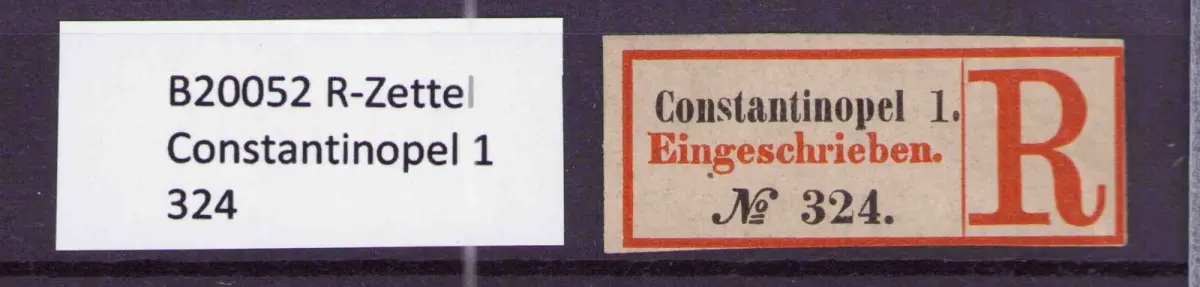 B20052 R-Zettel
Constantinopel 1
324
Constantinopel 1.
Eingeschrieben.
№ 324.
R